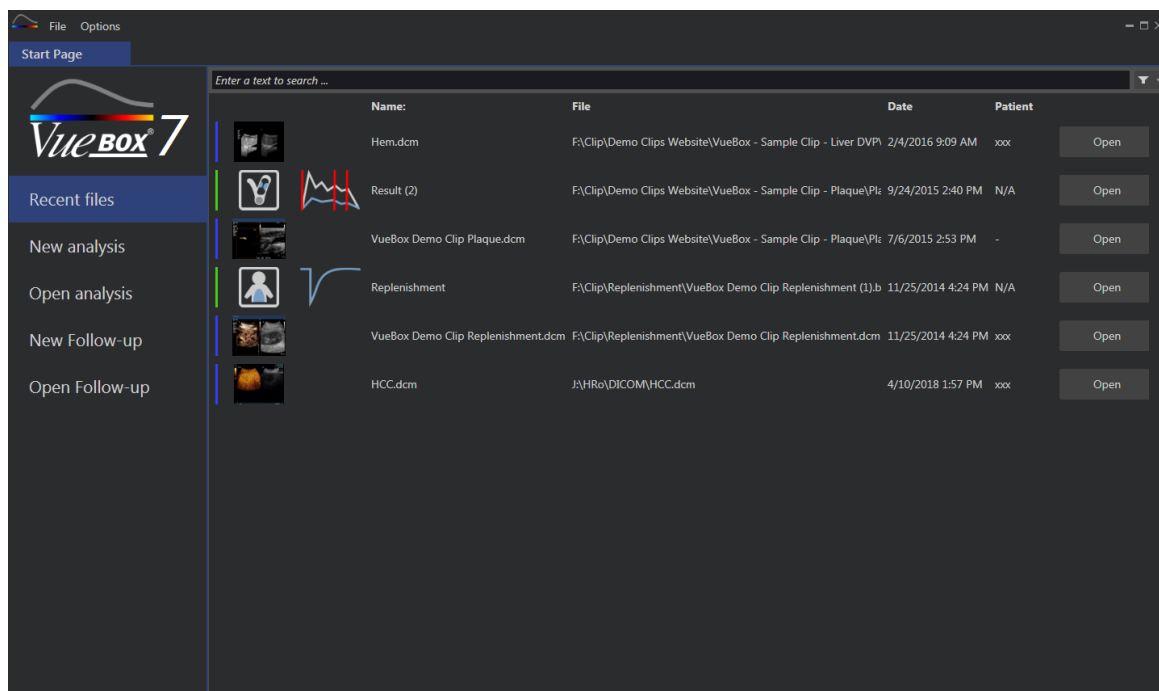 File Options
Start Page
Enter a text to search ...
VUEBOX® 7
Name: File Date Patient
Hem.dcm F:\Clip\Demo Clips Website\VueBox - Sample Clip - Liver DVP\ 2/4/2016 9:09 AM xxx Open
Recent files
Result (2) F:\Clip\Demo Clips Website\VueBox - Sample Clip - Plaque\Pla 9/24/2015 2:40 PM N/A Open
New analysis
VueBox Demo Clip Plaque.dcm F:\Clip\Demo Clips Website\VueBox - Sample Clip - Plaque\Pla 7/6/2015 2:53 PM - Open
Open analysis
Replenishment F:\Clip\Replenishment\VueBox Demo Clip Replenishment (1).b 11/25/2014 4:24 PM N/A Open
New Follow-up
VueBox Demo Clip Replenishment.dcm F:\Clip\Replenishment\VueBox Demo Clip Replenishment.dcm 11/25/2014 4:24 PM xxx Open
Open Follow-up
HCC.dcm J:\HRo\DICOM\HCC.dcm 4/10/2018 1:57 PM xxx Open